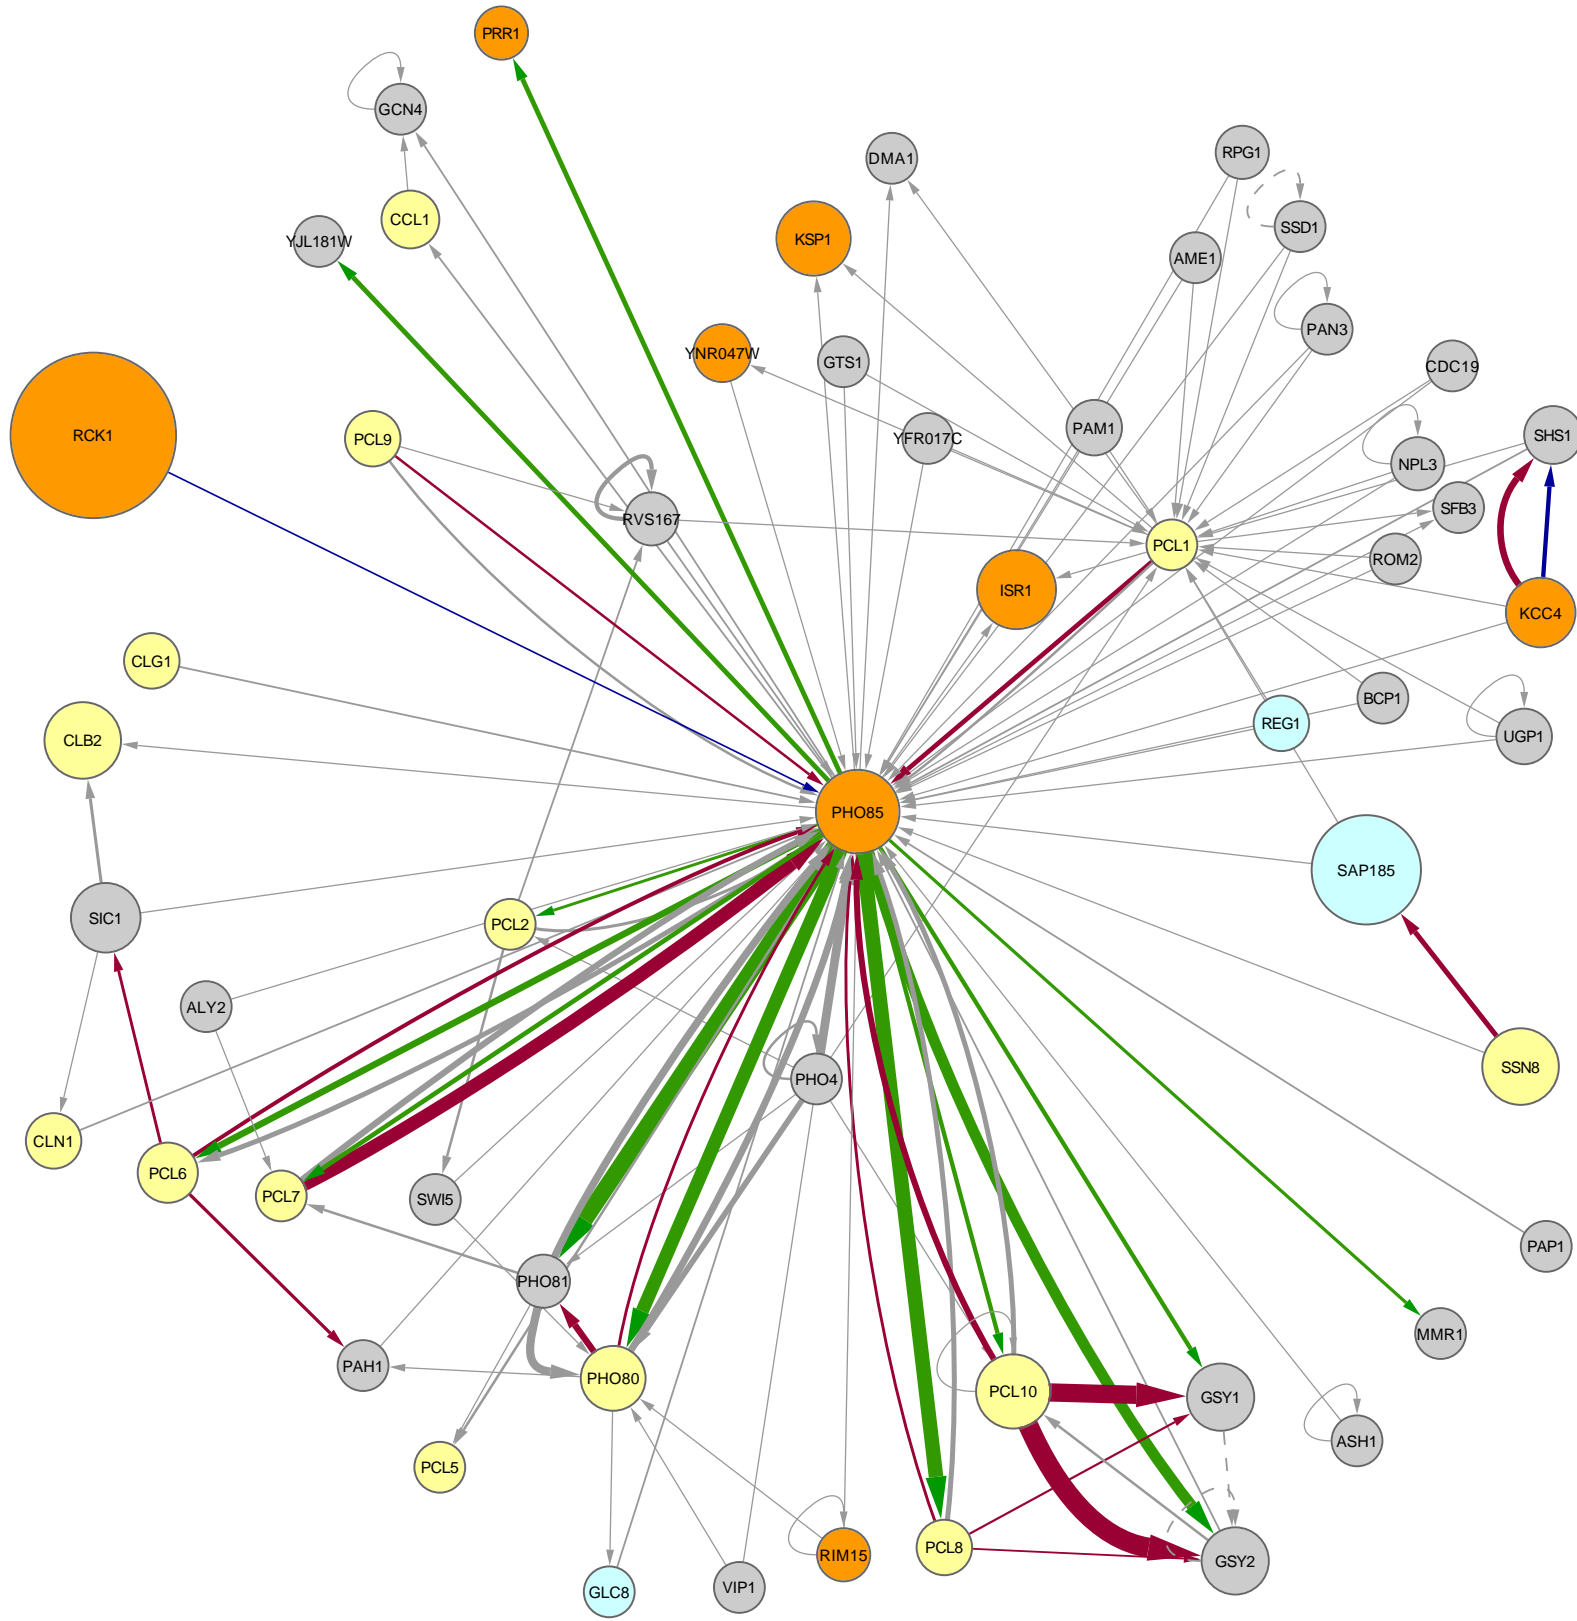 PRR1
GCN4
DMA1
RPG1
CCL1
YJL181W
KSP1
SSD1
AME1
PAN3
YNR047W
GTS1
CDC19
RCK1
PCL9
YFR017C
PAM1
SHS1
NPL3
SFB3
RVS167
PCL1
ROM2
ISR1
KCC4
CLG1
BCP1
REG1
UGP1
CLB2
PHO85
SAP185
SIC1
PCL2
ALY2
SSN8
PHO4
CLN1
PCL6
PCL7
SWI5
PAP1
PHO81
MMR1
PAH1
PHO80
PCL10
GSY1
ASH1
PCL5
PCL8
RIM15
GSY2
GLC8
VIP1